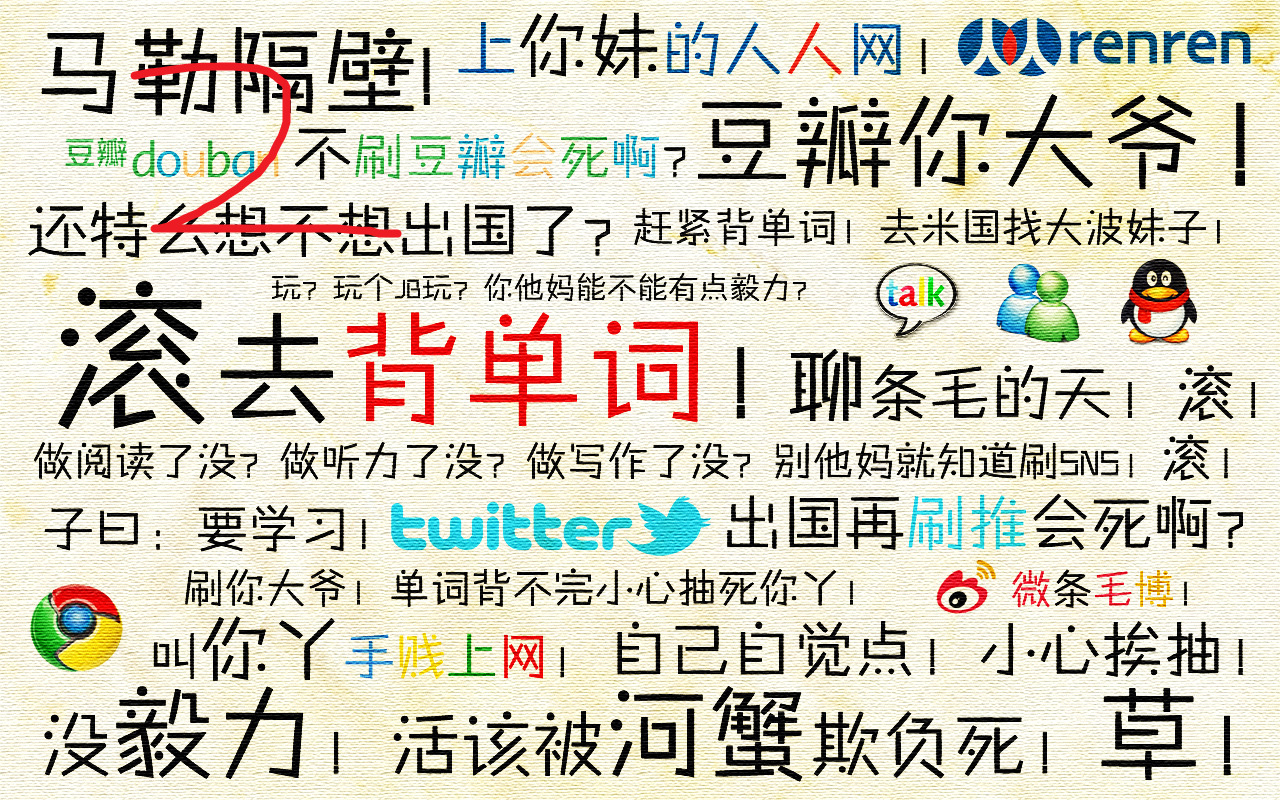 马勒隔壁! 上你妹的人人网! renren
豆瓣douban 不刷豆瓣会死啊? 豆瓣你大爷!
还特么想不想出国了? 赶紧背单词! 去米国找大波妹子!
玩? 玩个JB玩? 你他妈能不能有点毅力? talk
滚去背单词! 聊条毛的天! 滚!
做阅读了没? 做听力了没? 做写作了没? 别他妈就知道刷SNS! 滚!
子曰: 要学习! twitter 出国再刷推会死啊?
刷你大爷! 单词背不完小心抽死你丫! 微条毛博!
叫你丫手贱上网! 自己自觉点! 小心挨抽!
没毅力! 活该被河蟹欺负死! 草!
2